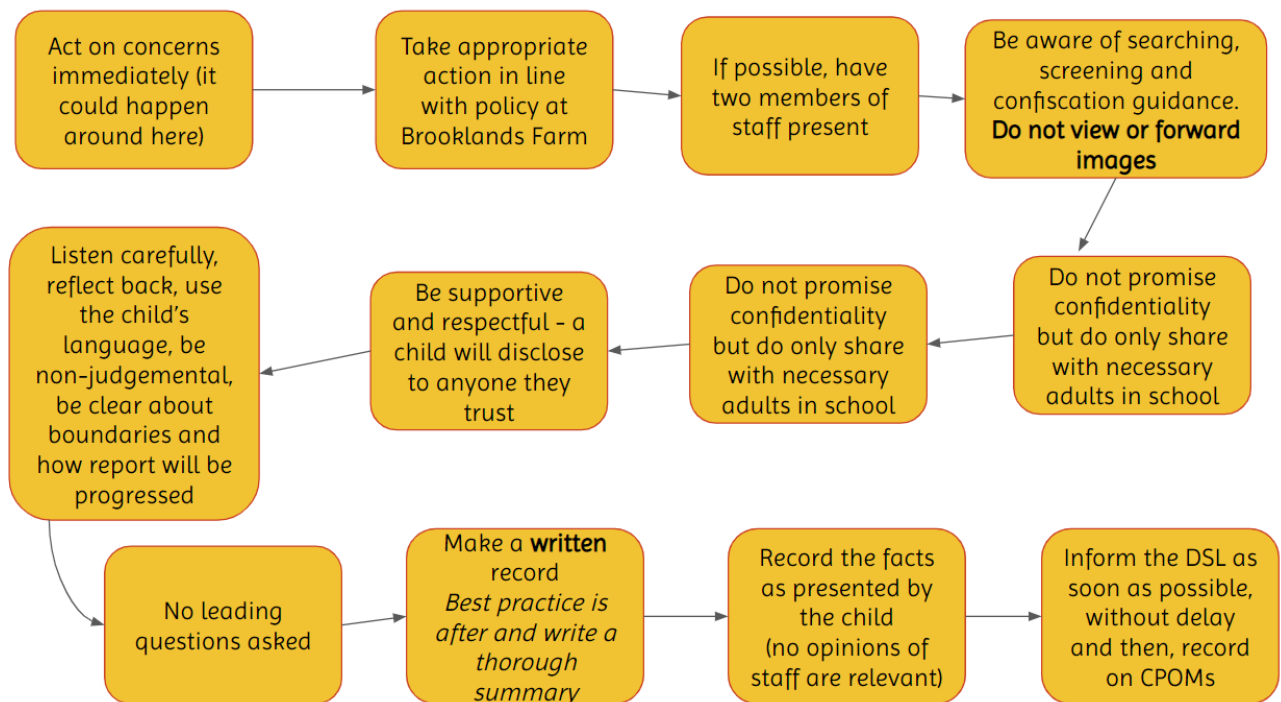 Act on concerns
immediately (it
could happen
around here)
Take appropriate
action in line
with policy at
Brooklands Farm
If possible, have
two members of
staff present
Be aware of searching,
screening and
confiscation guidance.
Do not view or forward
images
Do not promise
confidentiality
but do only share
with necessary
adults in school
Do not promise
confidentiality
but do only share
with necessary
adults in school
Be supportive
and respectful - a
child will disclose
to anyone they
trust
Listen carefully,
reflect back, use
the child's
language, be
non-judgemental,
be clear about
boundaries and
how report will be
progressed
No leading
questions asked
Make a written
record
Best practice is
after and write a
thorough
summary
Record the facts
as presented by
the child
(no opinions of
staff are relevant)
Inform the DSL as
soon as possible,
without delay
and then, record
on CPOMs